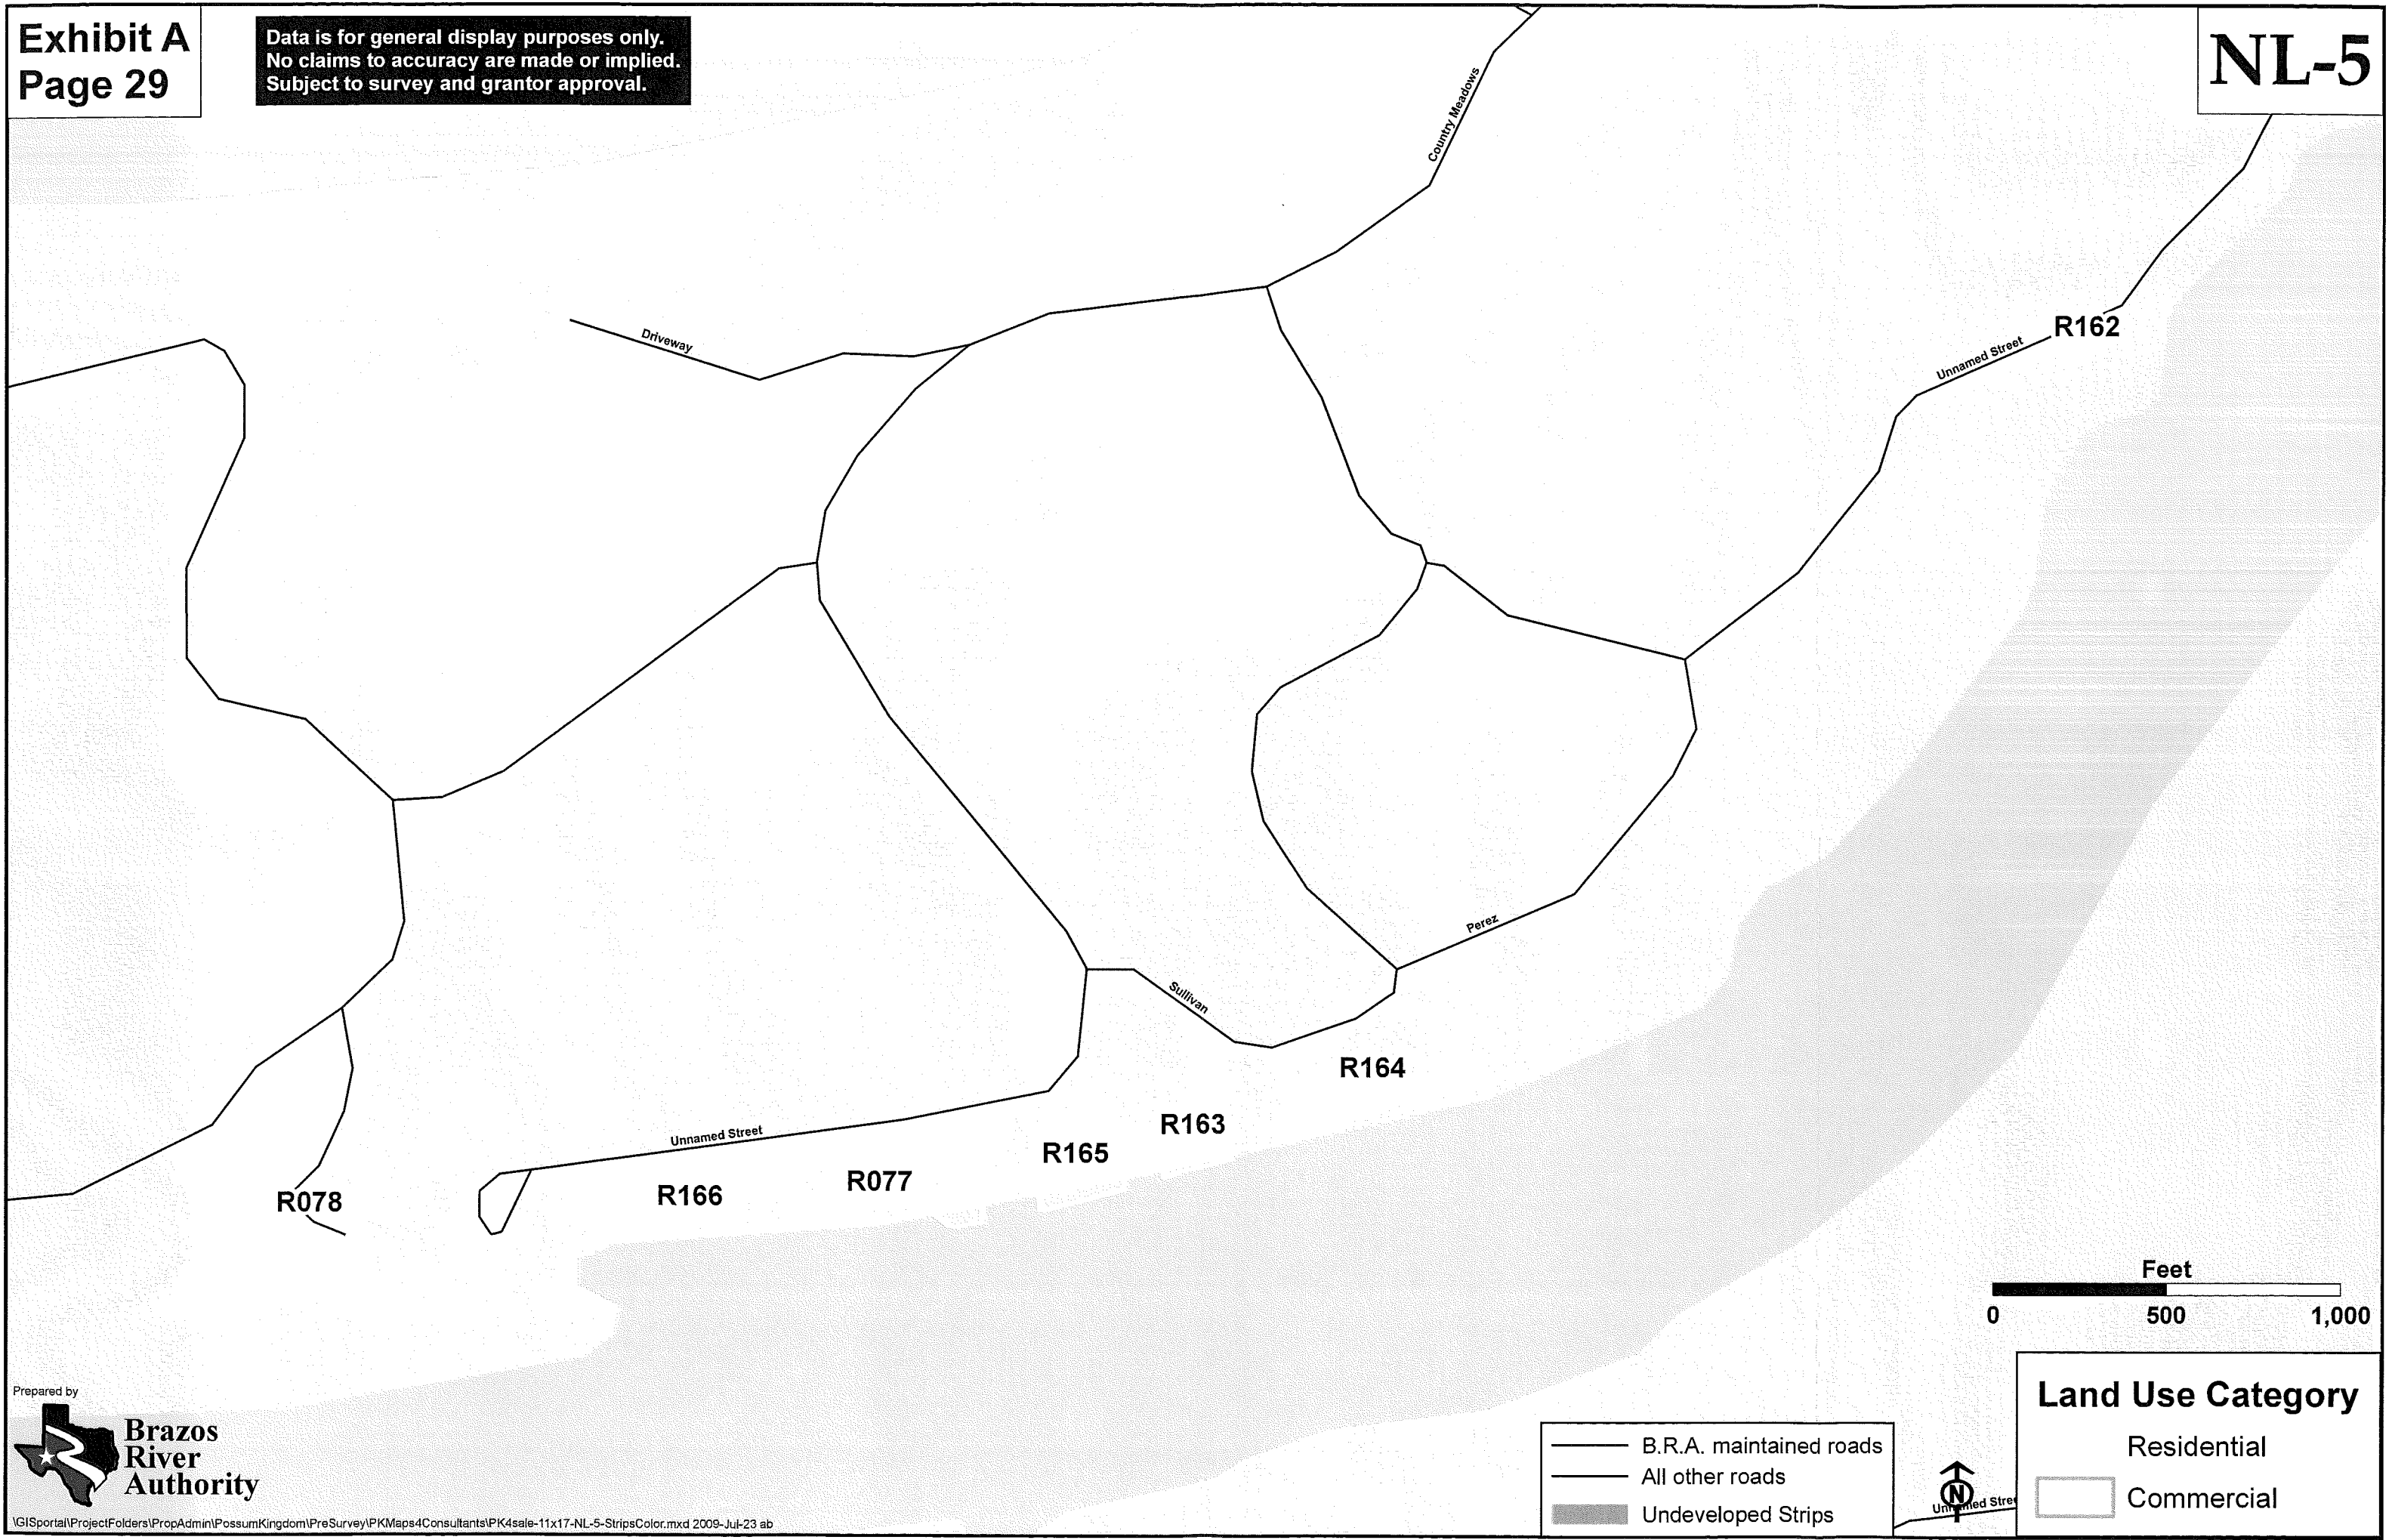 Exhibit A
Page 29
Data is for general display purposes only.
No claims to accuracy are made or implied.
Subject to survey and grantor approval.
NL-5
Country Meadows
Driveway
R162
Unnamed Street
Perez
Sullivan
R164
R163
Unnamed Street
R165
R077
R166
R078
Feet
0 500 1,000
Prepared by
Brazos
River
Authority
B.R.A. maintained roads
All other roads
Undeveloped Strips
N
Land Use Category
Residential
Commercial
\GISportal\ProjectFolders\PropAdmin\PossumKingdom\PreSurvey\PKMaps4Consultants\PK4sale-11x17-NL-5-StripsColor.mxd 2009-Jul-23 ab